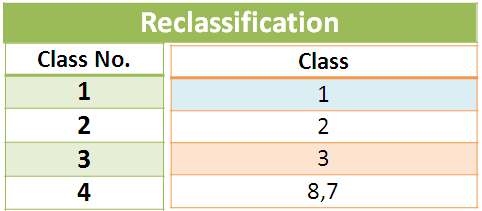 Reclassification
Class No. Class
1 1
2 2
3 3
4 8,7